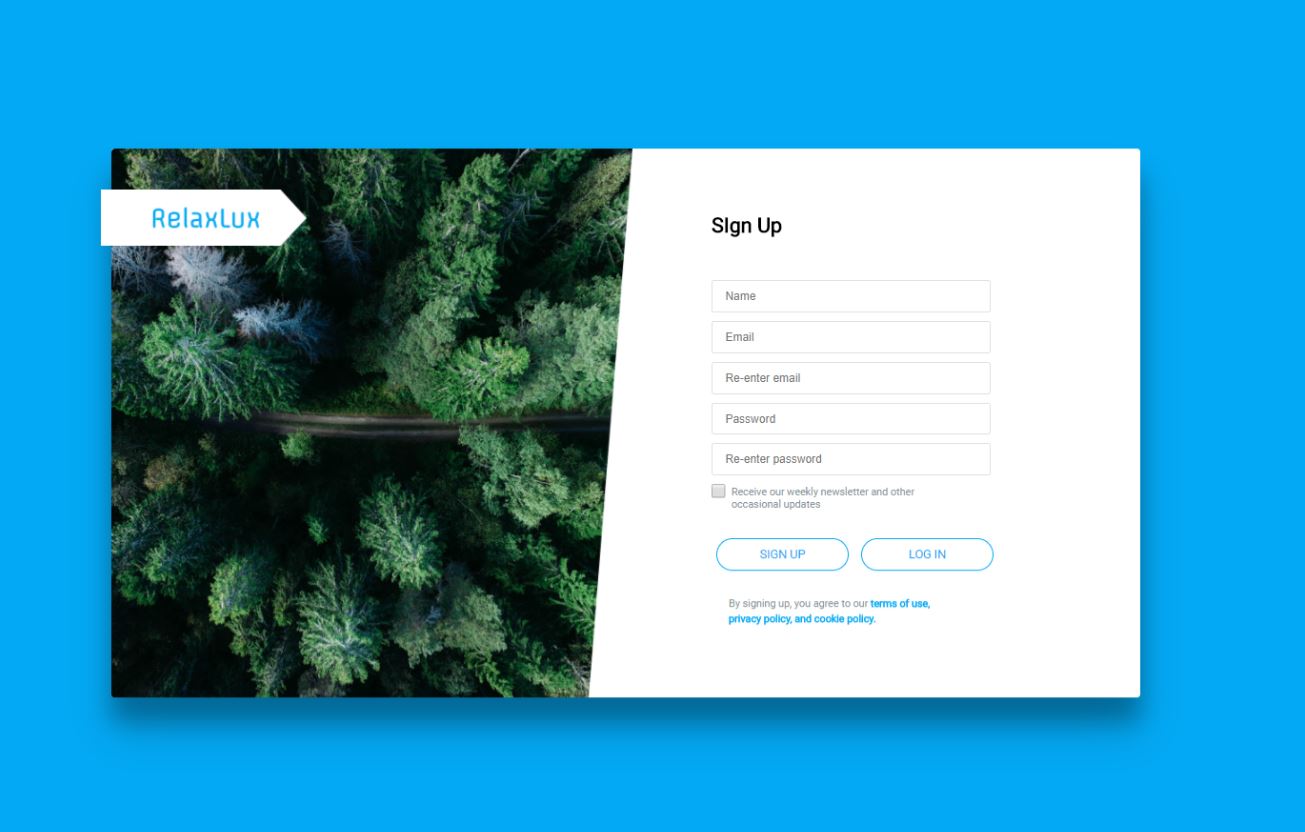 RelaxLux
SIgn Up
Name
Email
Re-enter email
Password
Re-enter password
Receive our weekly newsletter and other
occasional updates
SIGN UP LOG IN
By signing up, you agree to our terms of use,
privacy policy, and cookie policy.